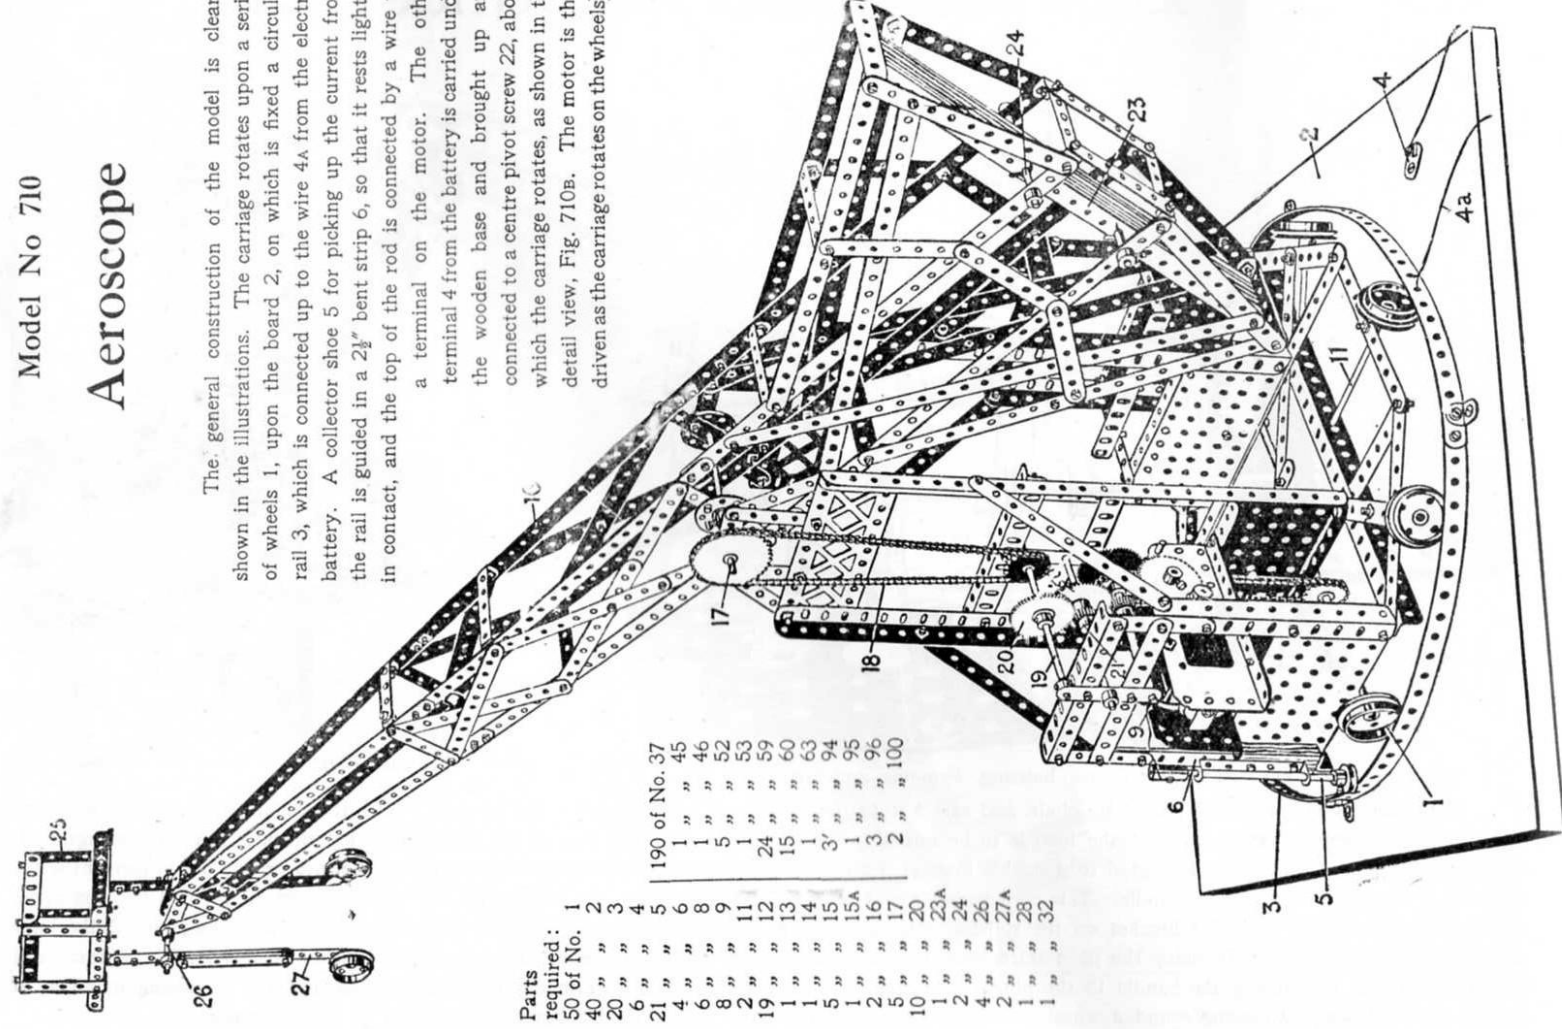 Model No 710
Aeroscope
The general construction of the model is clear
shown in the illustrations. The carriage rotates upon a seri
of wheels 1, upon the board 2, on which is fixed a circul
rail 3, which is connected up to the wire 4A from the electri
battery. A collector shoe 5 for picking up the current fro
the rail is guided in a 2½" bent strip 6, so that it rests light
in contact, and the top of the rod is connected by a wire
a terminal on the motor. The oth
terminal 4 from the battery is carried und
the wooden base and brought up a
connected to a centre pivot screw 22, abo
which the carriage rotates, as shown in t
detail view, Fig. 710B. The motor is th
driven as the carriage rotates on the wheels,
Parts
required:
50 of No. 1
40 " " 2
20 " " 3
6 " " 4
21 " " 5
4 " " 6
6 " " 8
8 " " 9
2 " " 11
19 " " 12
1 " " 13
1 " " 14
5 " " 15
1 " " 15A
2 " " 16
5 " " 17
10 " " 20
1 " " 23A
2 " " 24
4 " " 26
2 " " 27A
1 " " 28
1 " " 32
190 of No. 37
1 " " 45
1 " " 46
5 " " 52
1 " " 53
24 " " 59
15 " " 60
1 " " 63
3 " " 94
1 " " 95
3 " " 96
2 " " 100
25
26
27
16
17
18
20
19
21
9
6
3
5
1
11
24
23
2
4
4a